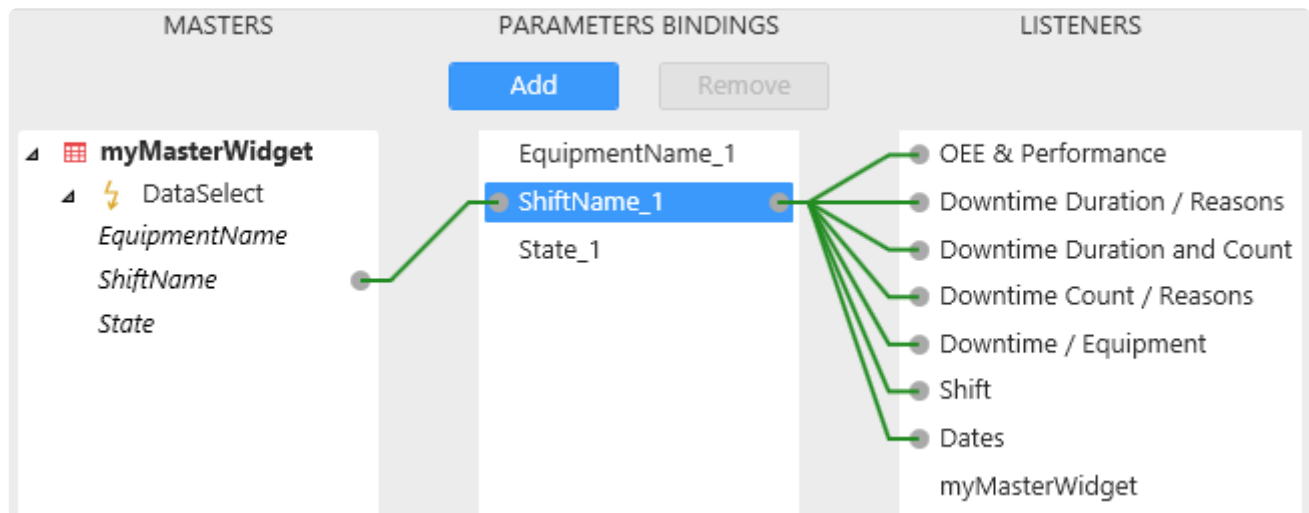 MASTERS
PARAMETERS BINDINGS
LISTENERS
Add
Remove
myMasterWidget
DataSelect
EquipmentName
ShiftName
State
EquipmentName_1
ShiftName_1
State_1
OEE & Performance
Downtime Duration / Reasons
Downtime Duration and Count
Downtime Count / Reasons
Downtime / Equipment
Shift
Dates
myMasterWidget